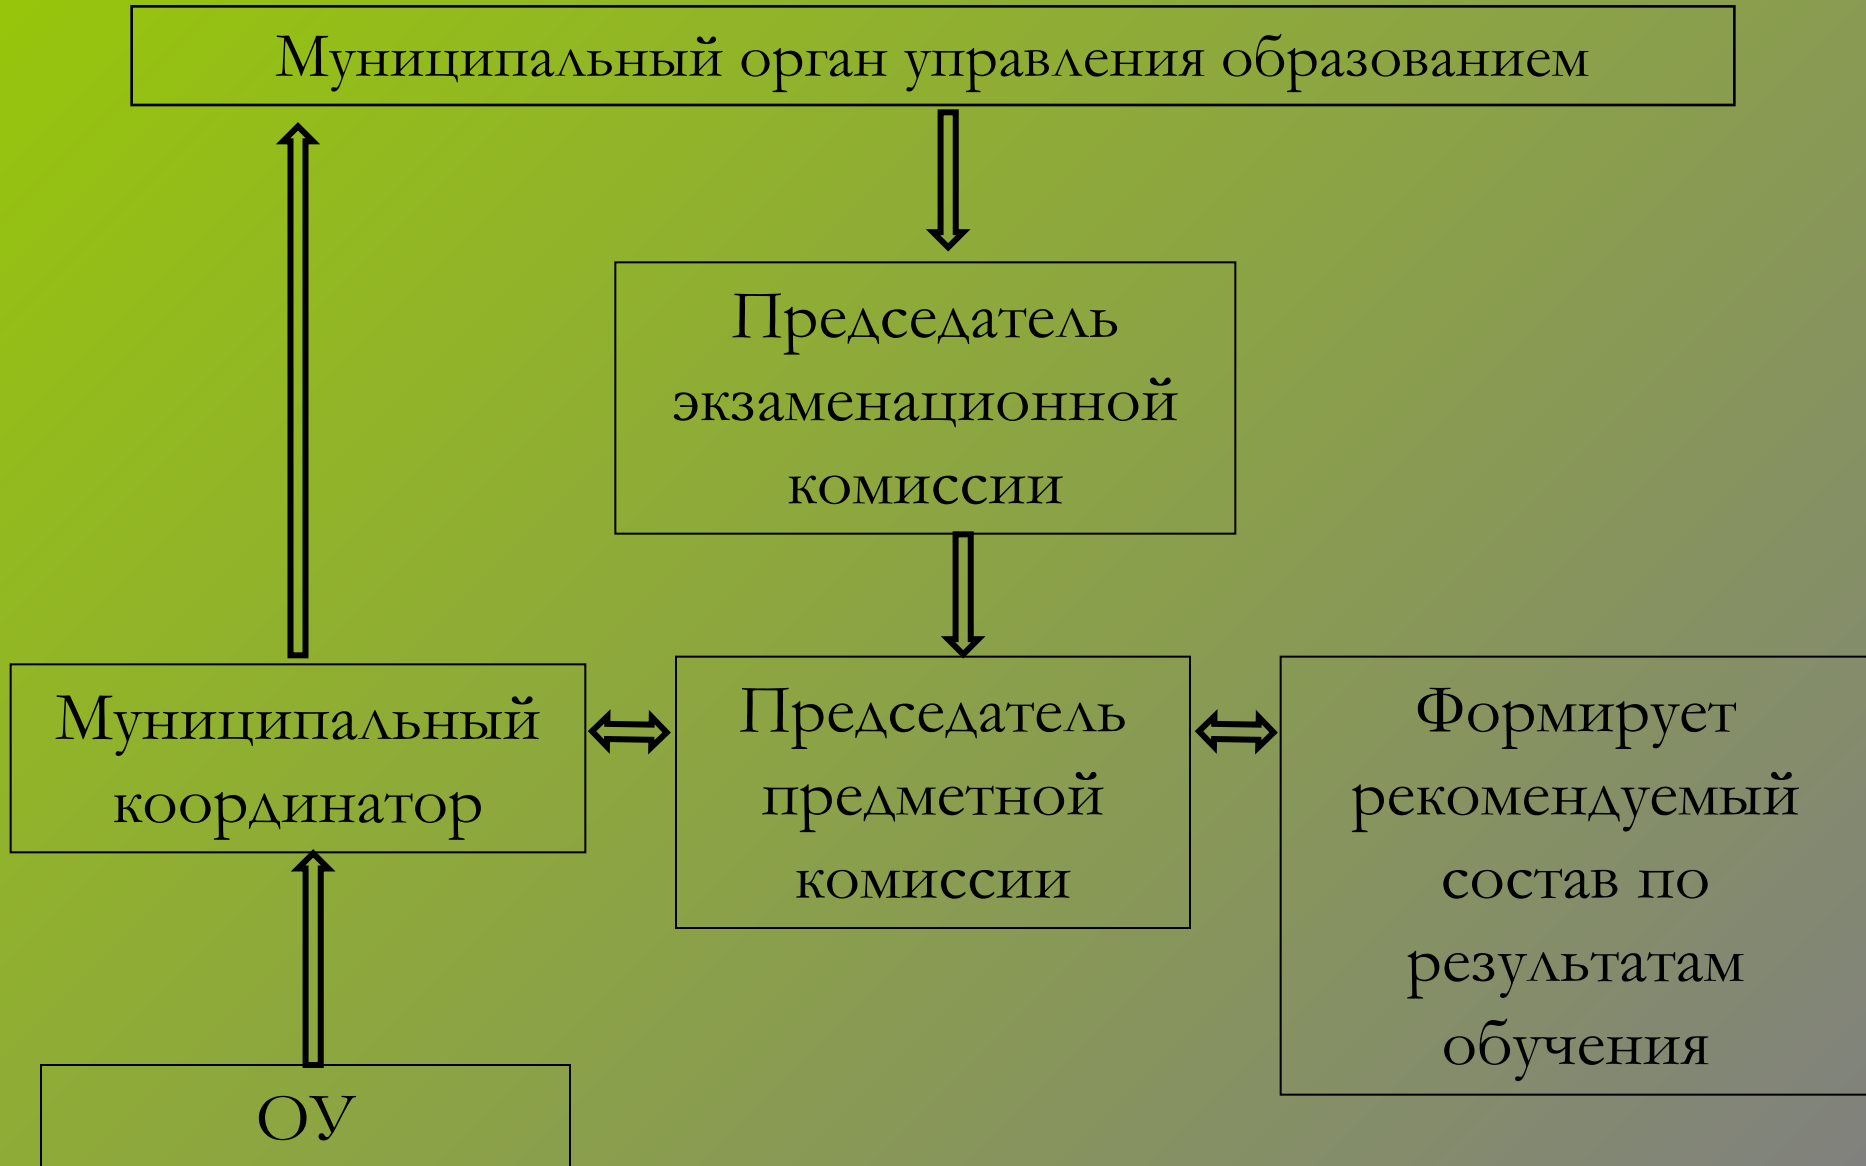 Муниципальный орган управления образованием
Председатель
экзаменационной
комиссии
Муниципальный
координатор
Председатель
предметной
комиссии
Формирует
рекомендуемый
состав по
результатам
обучения
ОУ